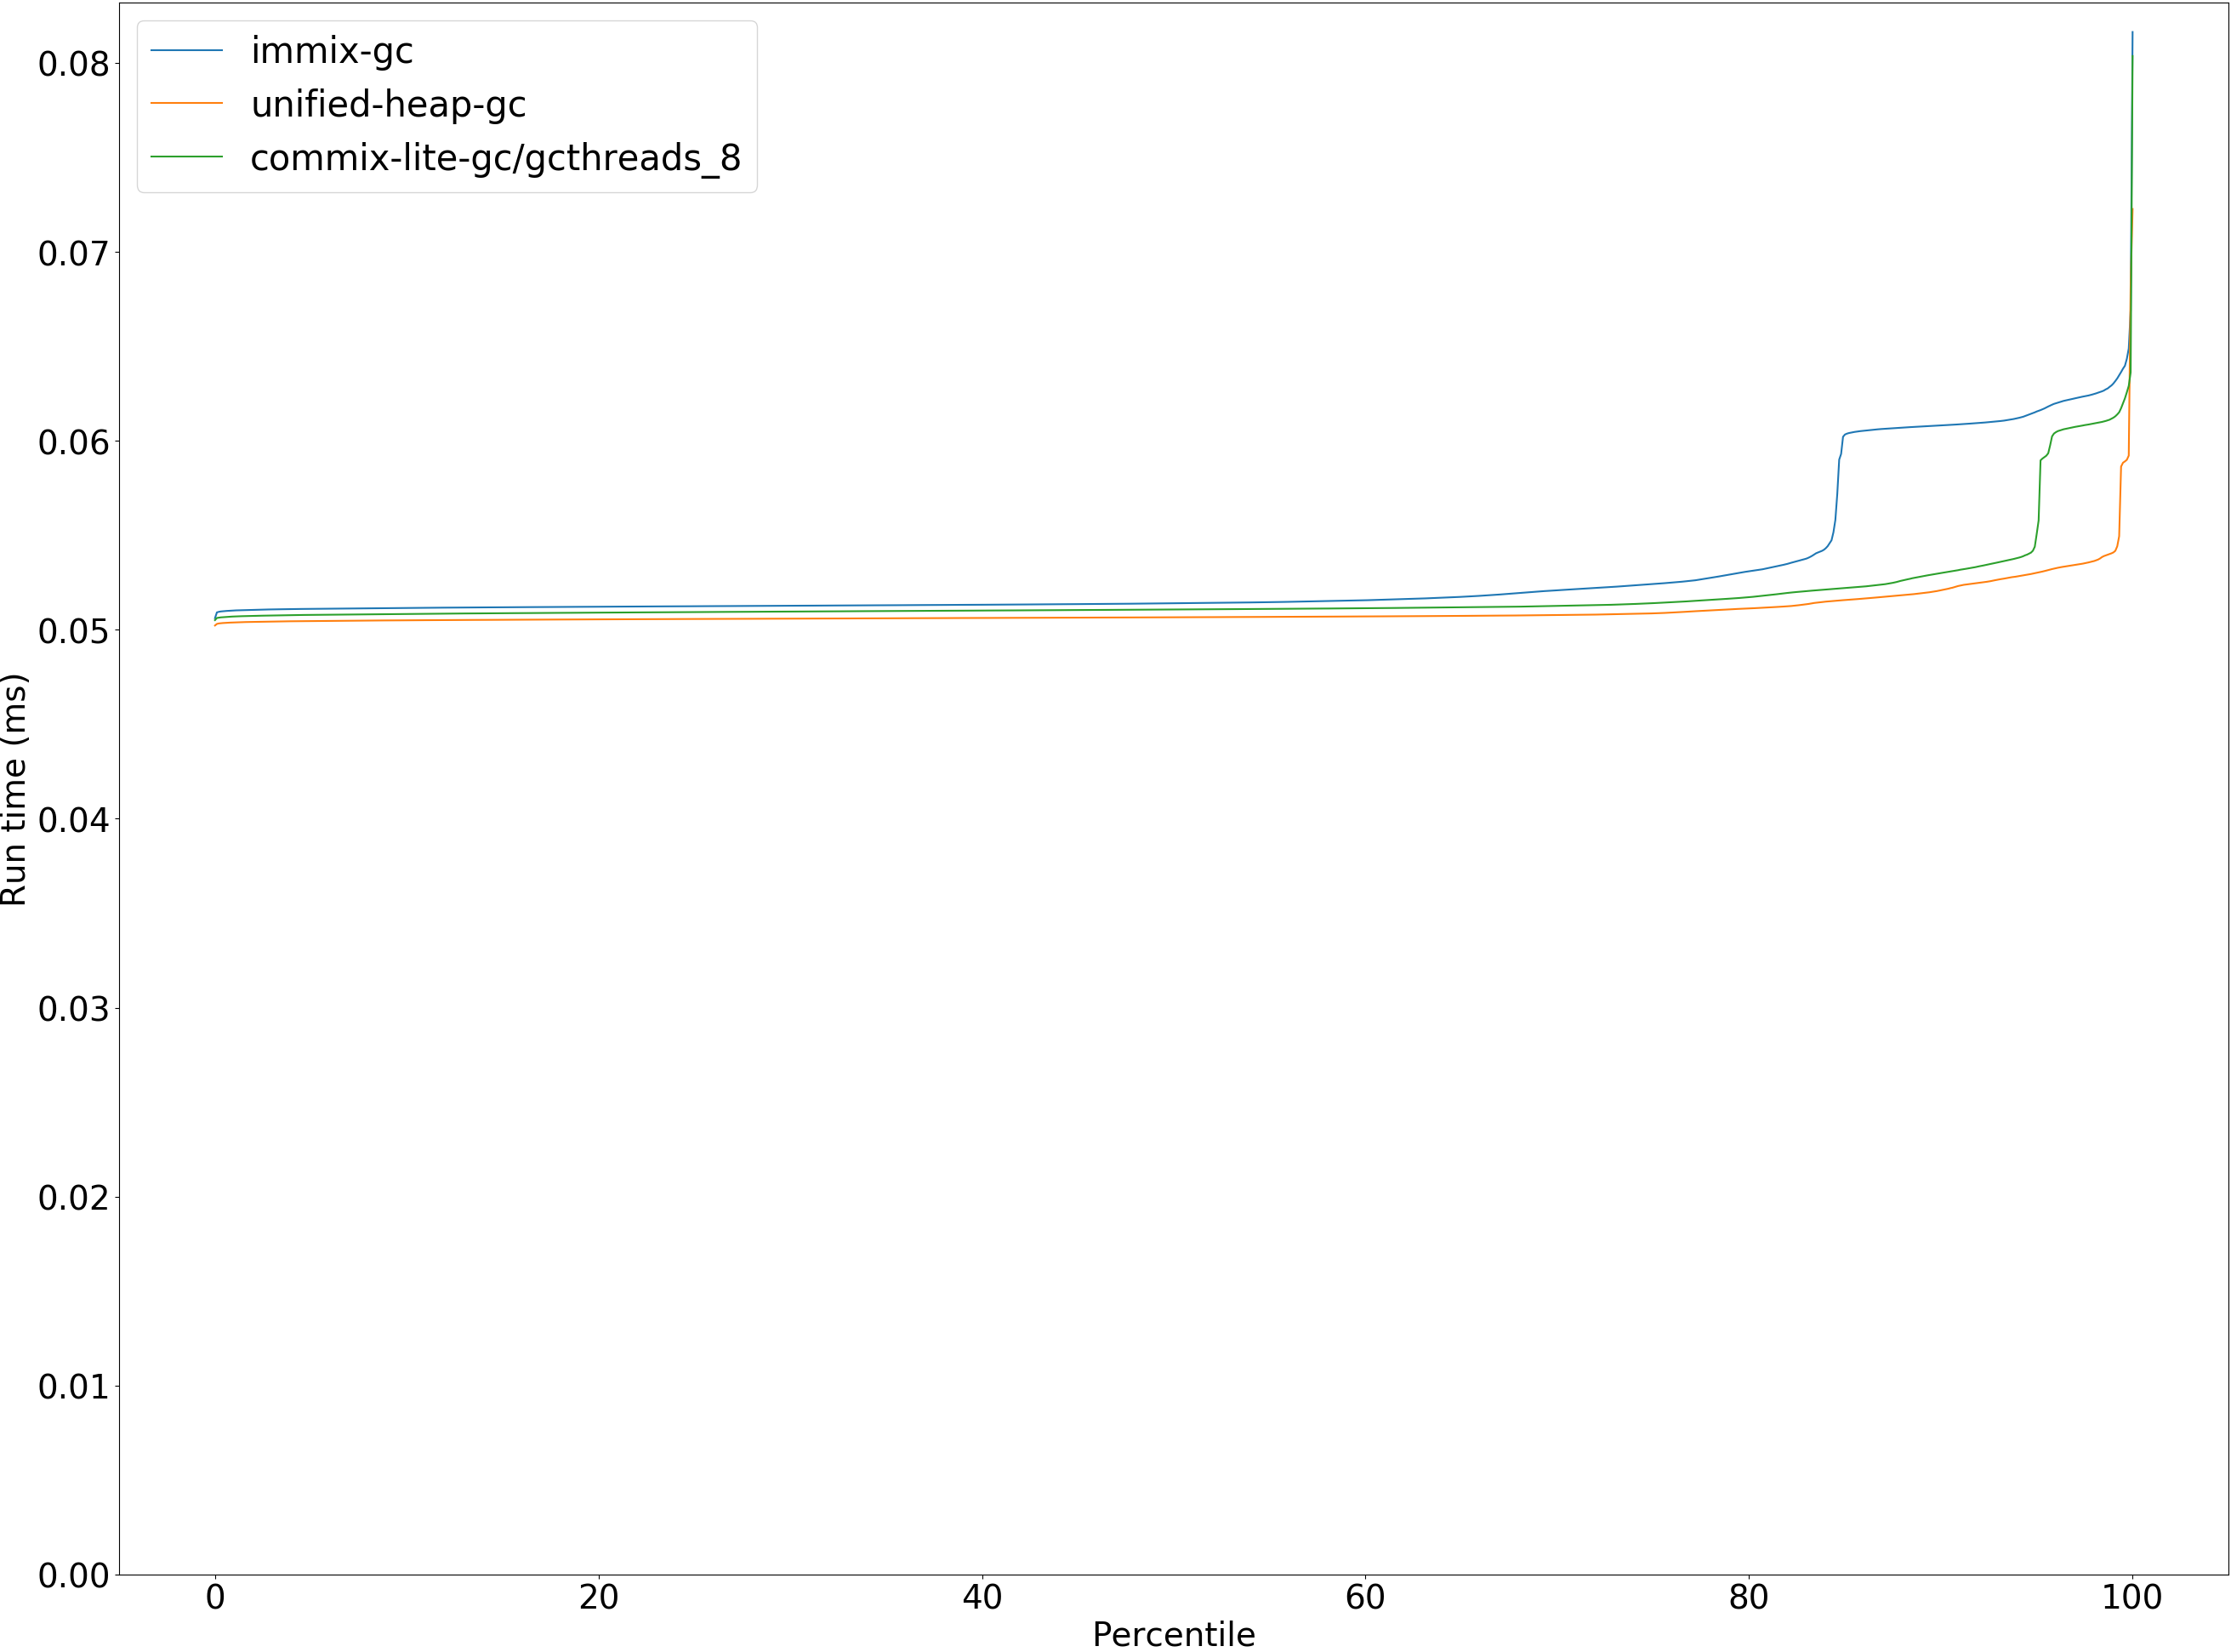 immix-gc
unified-heap-gc
commix-lite-gc/gcthreads_8
0.08
0.07
0.06
0.05
0.04
0.03
0.02
0.01
0.00
Run time (ms)
0 20 40 60 80 100
Percentile